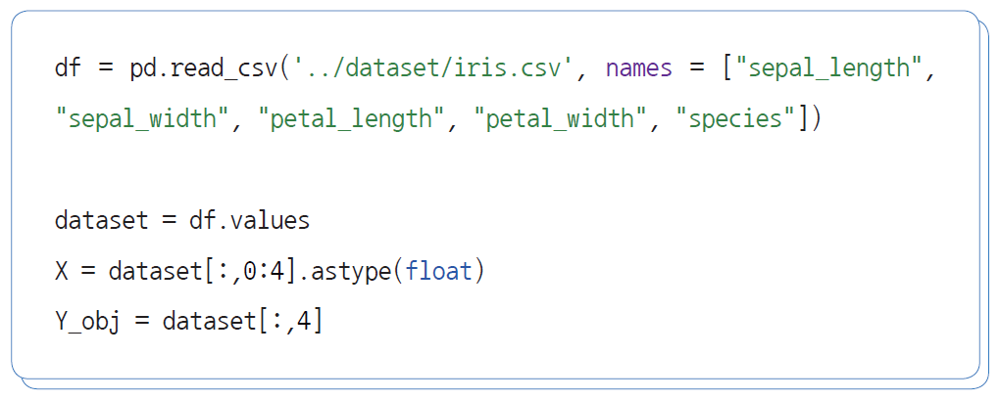 df = pd.read_csv('../dataset/iris.csv', names = ["sepal_length",
"sepal_width", "petal_length", "petal_width", "species"])
dataset = df.values
X = dataset[:,0:4].astype(float)
Y_obj = dataset[:,4]